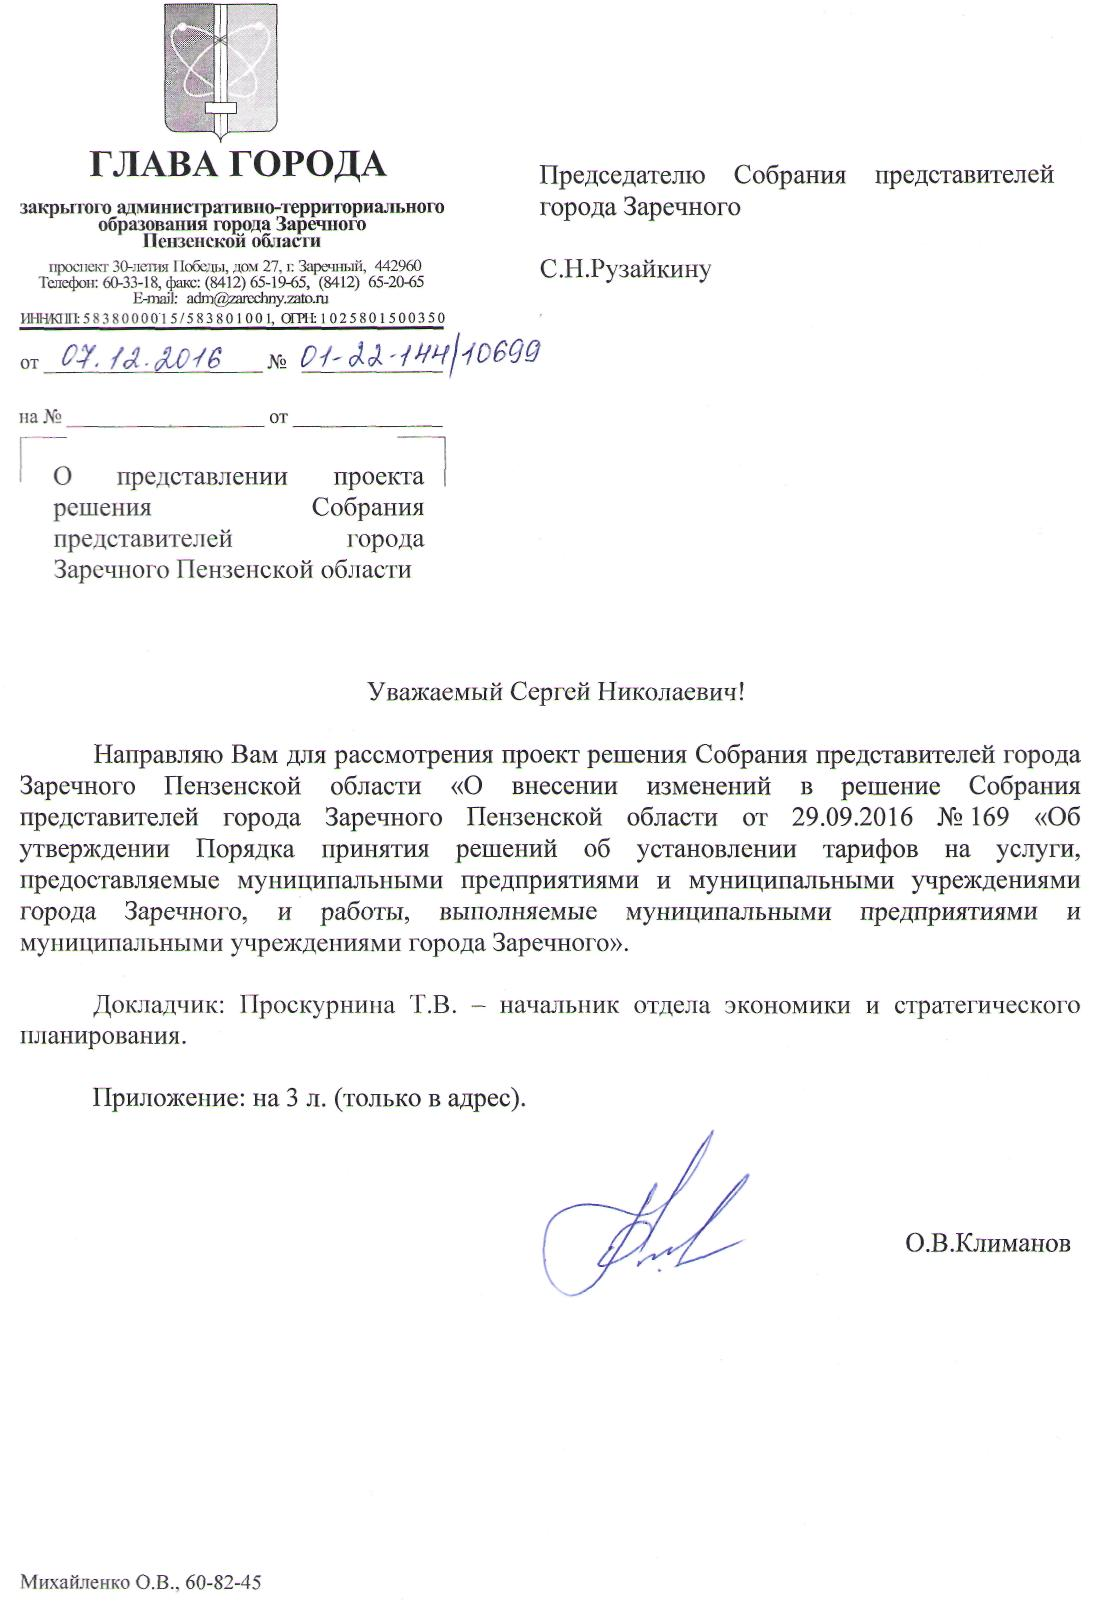 ГЛАВА ГОРОДА
закрытого административно-территориального
образования города Заречного
Пензенской области
проспект 30-летия Победы, дом 27, г. Заречный, 442960
Телефон: 60-33-18, факс: (8412) 65-19-65, (8412) 65-20-65
E-mail: adm@zarechny.zato.ru
ИНН/КПП: 5838000015/583801001, ОГРН: 1025801500350
от 07.12.2016 № 01-22-144/10699
на № ____________ от ____________
О представлении проекта
решения Собрания
представителей города
Заречного Пензенской области
Председателю Собрания представителей
города Заречного
С.Н.Рузайкину
Уважаемый Сергей Николаевич!
Направляю Вам для рассмотрения проект решения Собрания представителей города
Заречного Пензенской области «О внесении изменений в решение Собрания
представителей города Заречного Пензенской области от 29.09.2016 № 169 «Об
утверждении Порядка принятия решений об установлении тарифов на услуги,
предоставляемые муниципальными предприятиями и муниципальными учреждениями
города Заречного, и работы, выполняемые муниципальными предприятиями и
муниципальными учреждениями города Заречного».
Докладчик: Проскурнина Т.В. – начальник отдела экономики и стратегического
планирования.
Приложение: на 3 л. (только в адрес).
О.В.Климанов
Михайленко О.В., 60-82-45